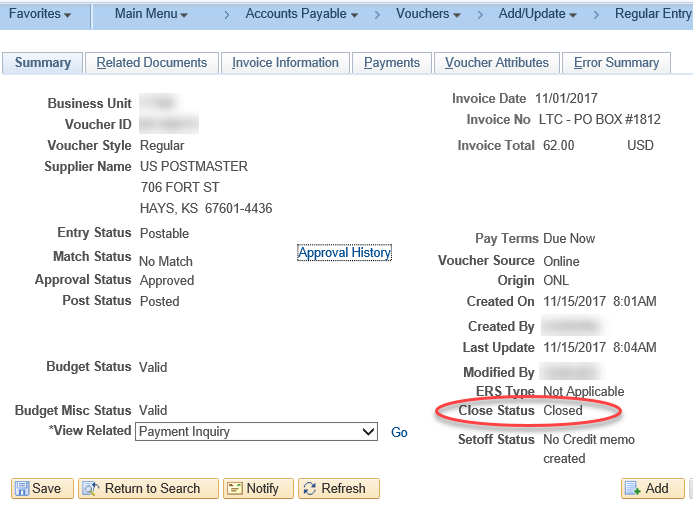 Favorites Main Menu > Accounts Payable > Vouchers > Add/Update > Regular Entry
Summary Related Documents Invoice Information Payments Voucher Attributes Error Summary
Business Unit
Voucher ID
Voucher Style Regular
Supplier Name US POSTMASTER
706 FORT ST
HAYS, KS 67601-4436
Invoice Date 11/01/2017
Invoice No LTC - PO BOX #1812
Invoice Total 62.00 USD
Entry Status Postable
Match Status No Match
Approval Status Approved
Post Status Posted
Approval History
Budget Status Valid
Budget Misc Status Valid
*View Related Payment Inquiry Go
Pay Terms Due Now
Voucher Source Online
Origin ONL
Created On 11/15/2017 8:01AM
Created By
Last Update 11/15/2017 8:04AM
Modified By
ERS Type Not Applicable
Close Status Closed
Setoff Status No Credit memo
created
Save Return to Search Notify Refresh Add